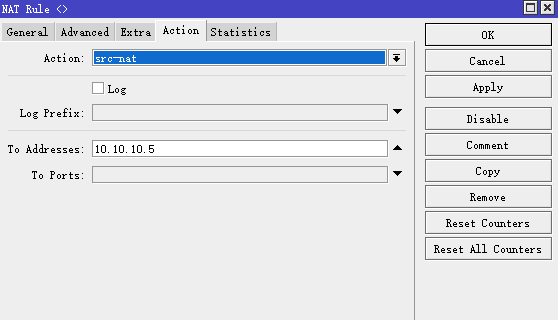 NAT Rule <>
General Advanced Extra Action Statistics
Action: src-nat
Log
Log Prefix:
To Addresses: 10.10.10.5
To Ports:
OK
Cancel
Apply
Disable
Comment
Copy
Remove
Reset Counters
Reset All Counters